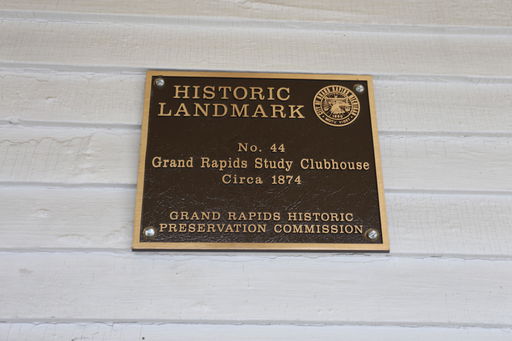 HISTORIC
LANDMARK
No. 44
Grand Rapids Study Clubhouse
Circa 1874
GRAND RAPIDS HISTORIC
PRESERVATION COMMISSION